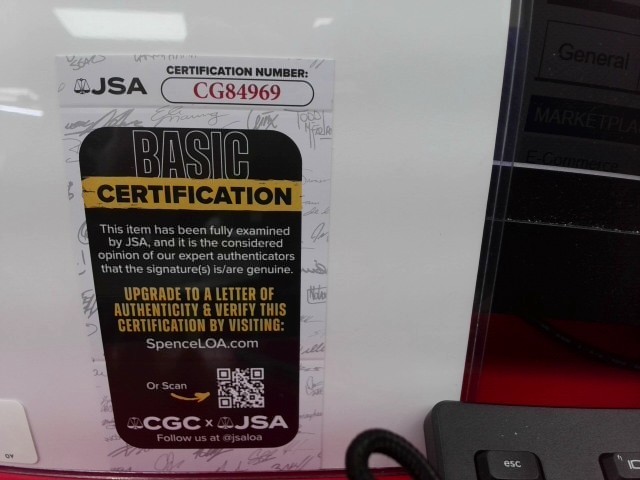 JSA
CERTIFICATION NUMBER:
CG84969
BASIC
CERTIFICATION
This item has been fully examined
by JSA, and it is the considered
opinion of our expert authenticators
that the signature(s) is/are genuine.
UPGRADE TO A LETTER OF
AUTHENTICITY & VERIFY THIS
CERTIFICATION BY VISITING:
SpenceLOA.com
Or Scan
CGC x JSA
Follow us at @jsaloa
General
MARKETPLA
E-Commerce
esc